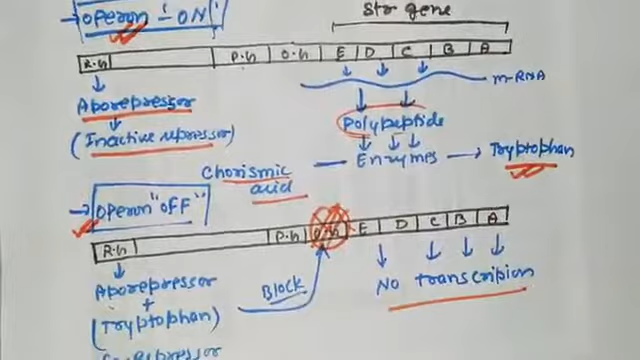 → Operon - ON
Str gene
R.G P.G O.G E D C B A
m-RNA
Aporepressor
(Inactive repressor)
Polypeptide
Enzymes → Tryptophan
Chorismic
acid
→ Operon "OFF"
R.G P.G O.G E D C B A
Aporepressor
+
(Tryptophan)
Block
No transcription